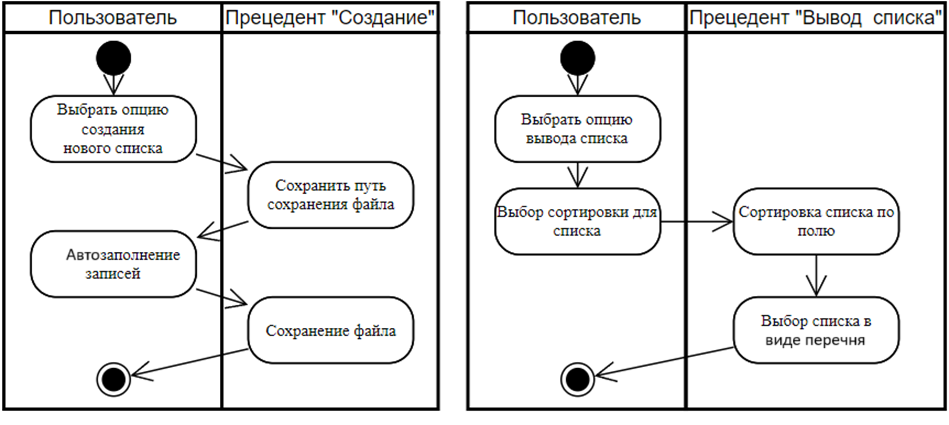 Пользователь
Прецедент "Создание"
Выбрать опцию
создания
нового списка
Сохранить путь
сохранения файла
Автозаполнение
записей
Сохранение файла
Пользователь
Прецедент "Вывод списка"
Выбрать опцию
вывода списка
Выбор сортировки для
списка
Сортировка списка по
полю
Выбор списка в
виде перечня